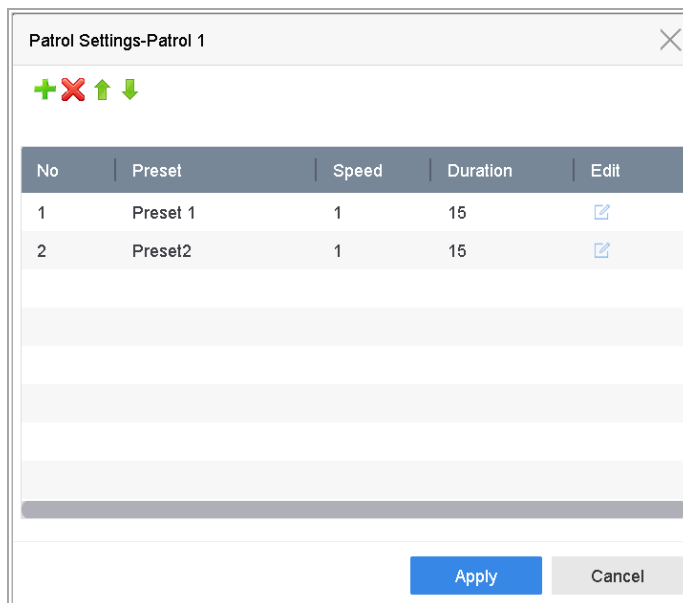 Patrol Settings-Patrol 1
No Preset Speed Duration Edit
1 Preset 1 1 15
2 Preset2 1 15
Apply Cancel